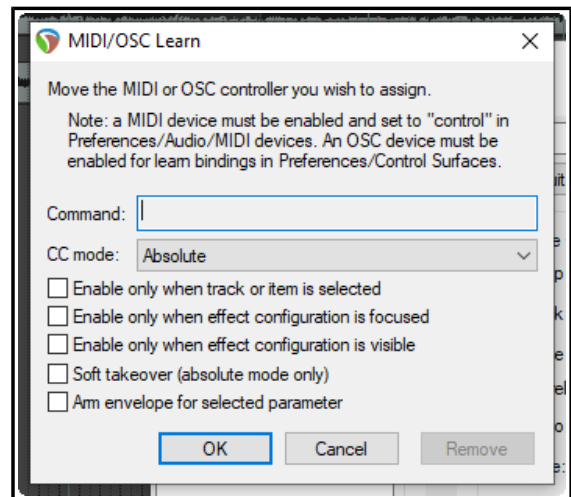 MIDI/OSC Learn
Move the MIDI or OSC controller you wish to assign.
Note: a MIDI device must be enabled and set to "control" in
Preferences/Audio/MIDI devices. An OSC device must be
enabled for learn bindings in Preferences/Control Surfaces.
Command:
CC mode: Absolute
Enable only when track or item is selected
Enable only when effect configuration is focused
Enable only when effect configuration is visible
Soft takeover (absolute mode only)
Arm envelope for selected parameter
OK Cancel Remove